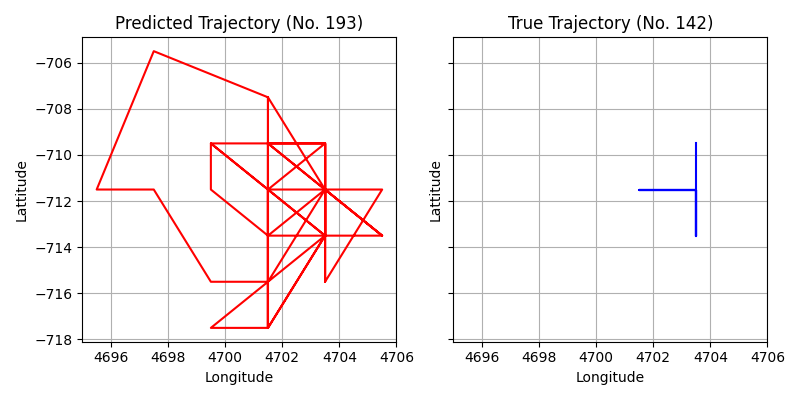 Predicted Trajectory (No. 193)
True Trajectory (No. 142)
Lattitude
−706
−708
−710
−712
−714
−716
−718
4696 4698 4700 4702 4704 4706
Longitude
Lattitude
4696 4698 4700 4702 4704 4706
Longitude